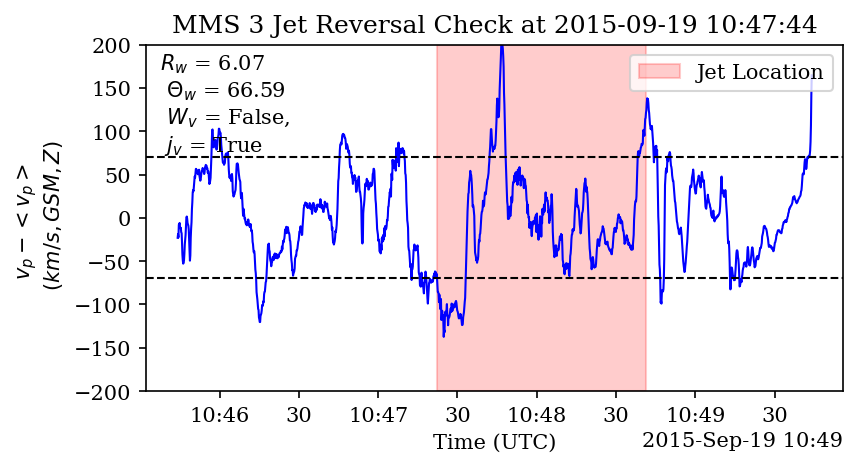 MMS 3 Jet Reversal Check at 2015-09-19 10:47:44
R_w = 6.07
Θ_w = 66.59
W_v = False,
j_v = True
Jet Location
v_p − < v_p >
(km/s, GSM, Z)
200
150
100
50
0
−50
−100
−150
−200
10:46 30 10:47 30 10:48 30 10:49 30
Time (UTC)
2015-Sep-19 10:49